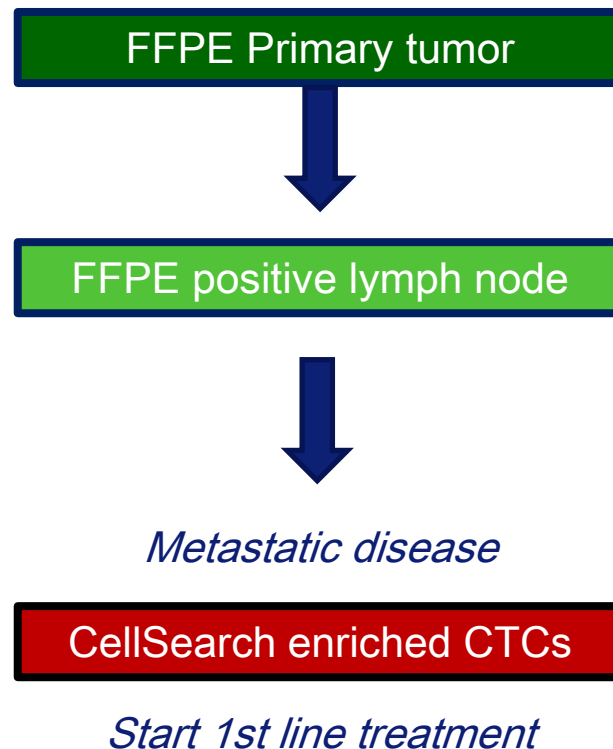 FFPE Primary tumor
FFPE positive lymph node
Metastatic disease
CellSearch enriched CTCs
Start 1st line treatment